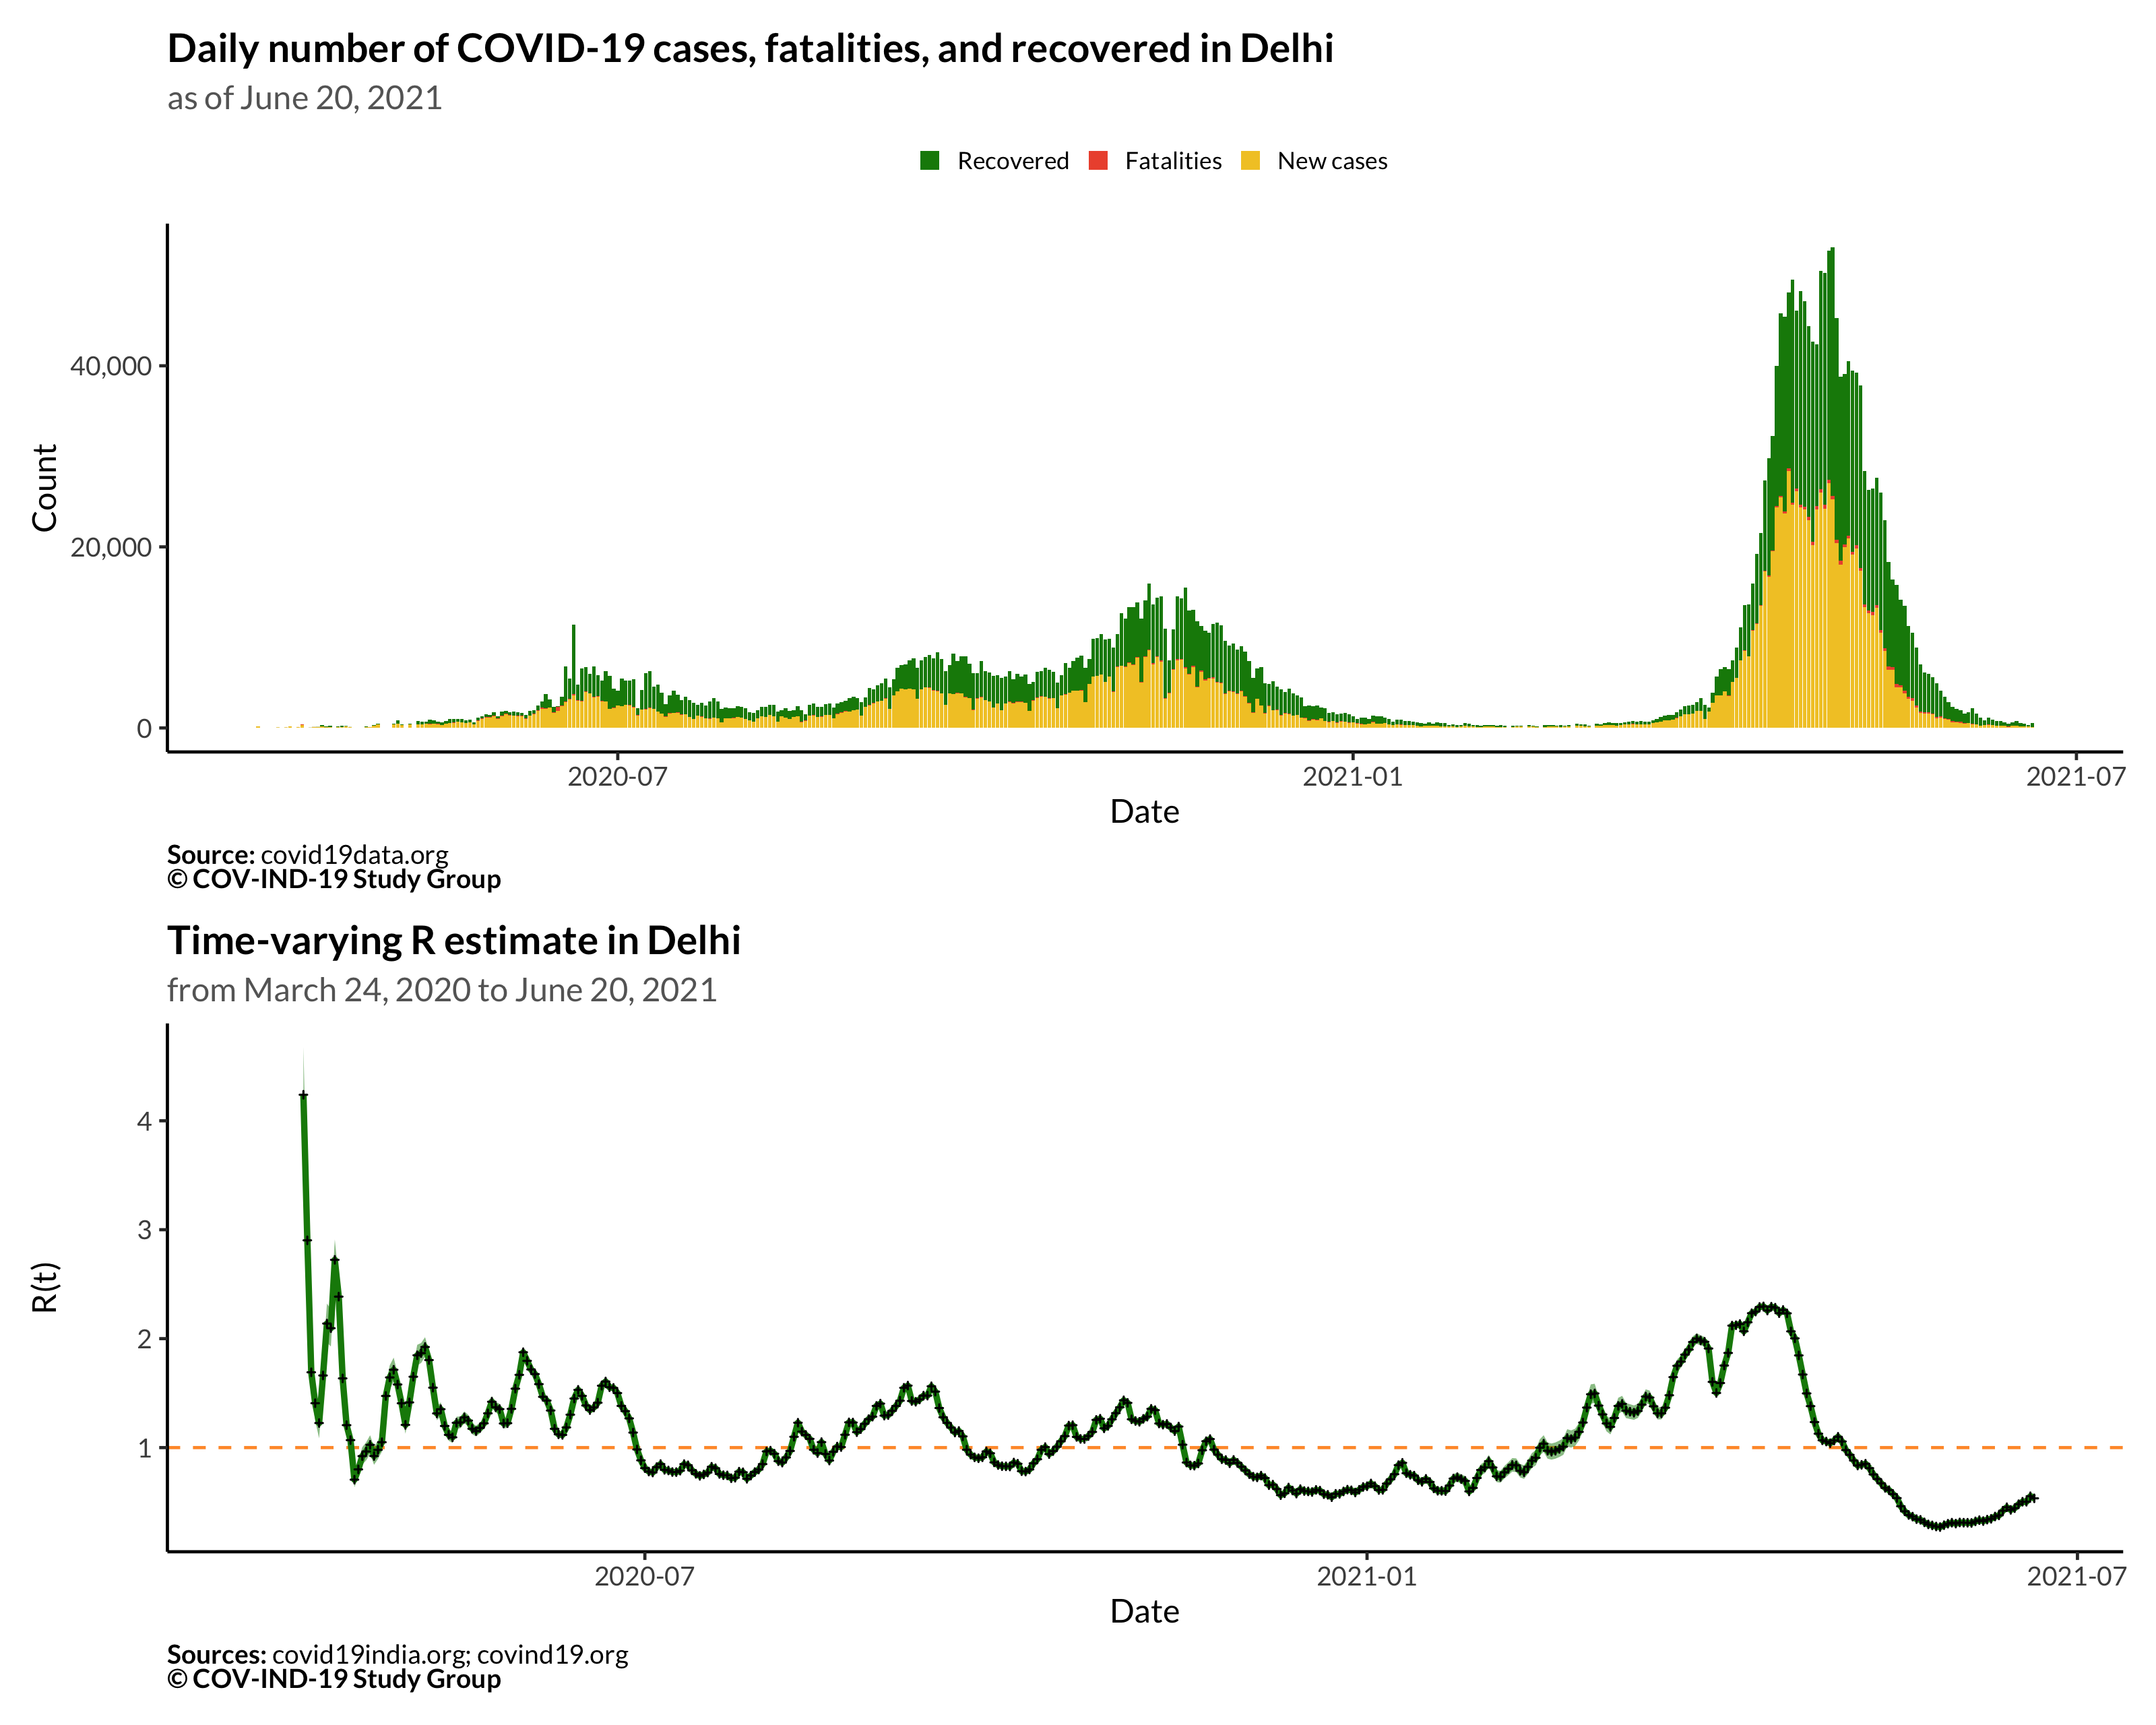 Daily number of COVID-19 cases, fatalities, and recovered in Delhi
as of June 20, 2021
Recovered Fatalities New cases
Count
40,000
20,000
0
2020-07 2021-01 2021-07
Date
Source: covid19data.org
© COV-IND-19 Study Group
Time-varying R estimate in Delhi
from March 24, 2020 to June 20, 2021
R(t)
4
3
2
1
2020-07 2021-01 2021-07
Date
Sources: covid19india.org; covind19.org
© COV-IND-19 Study Group